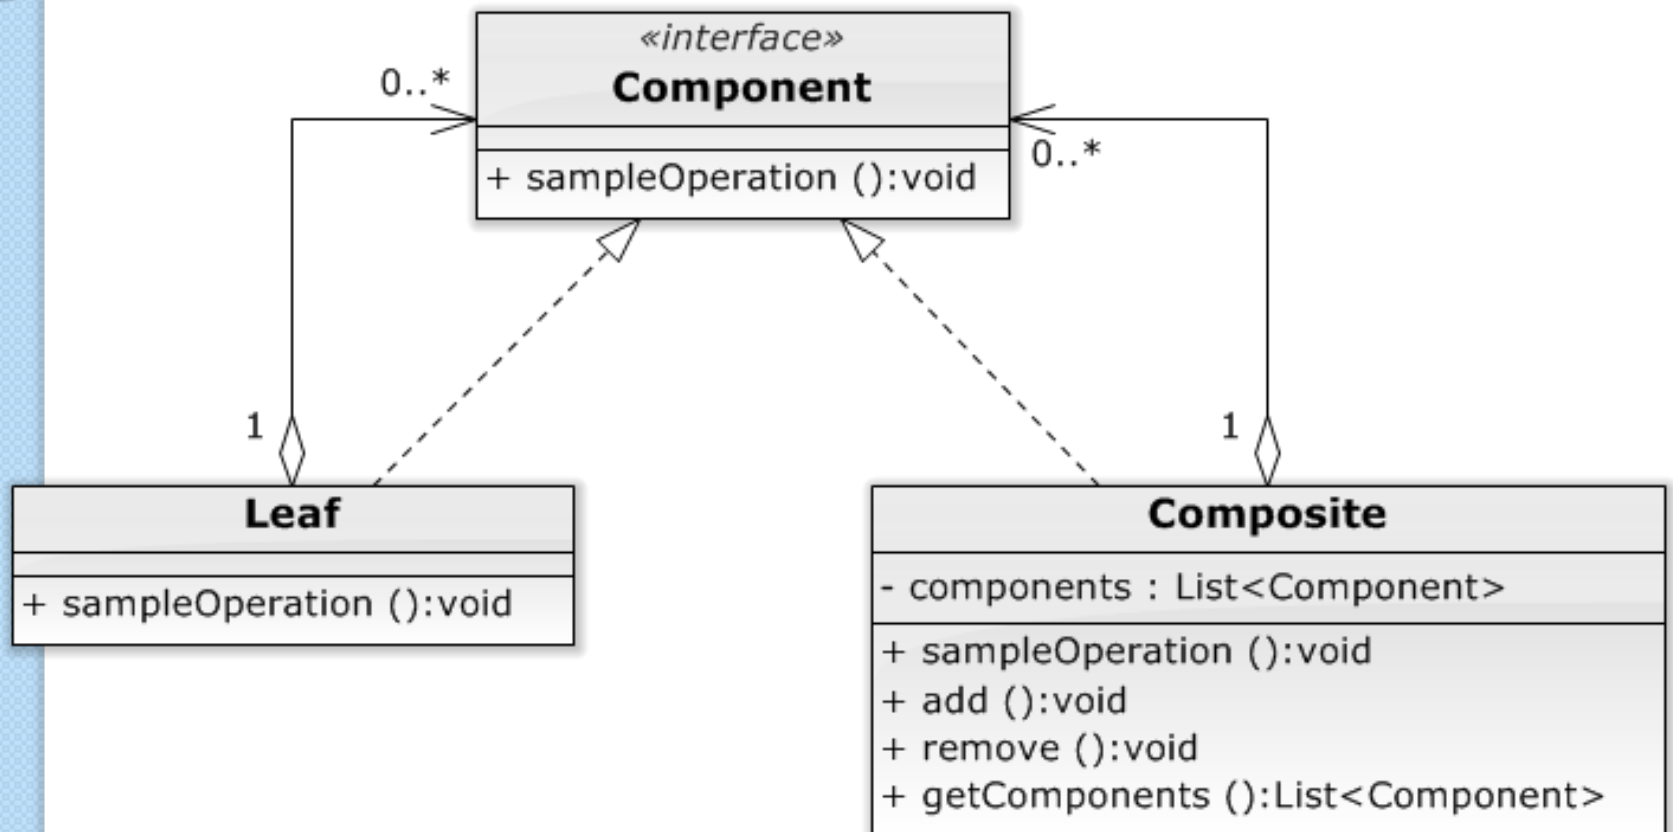 «interface»
Component
0..*
0..*
+ sampleOperation ():void
1
1
Leaf
+ sampleOperation ():void
Composite
- components : List<Component>
+ sampleOperation ():void
+ add ():void
+ remove ():void
+ getComponents ():List<Component>